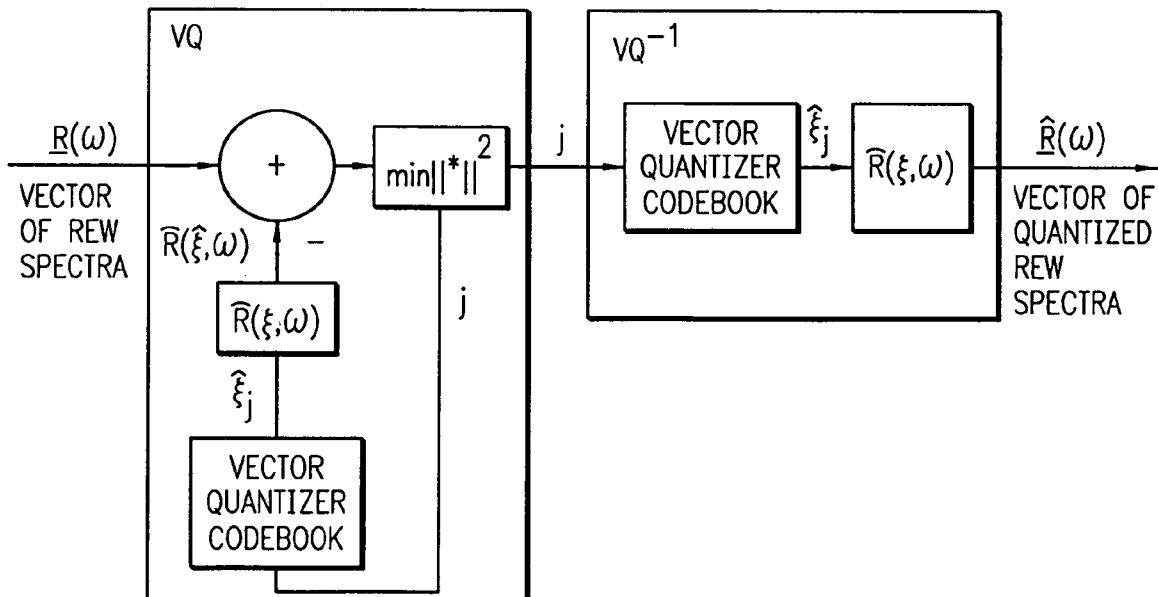 VQ
R(ω)
VECTOR
OF REW
SPECTRA
+
min||*||²
R̂(ξ̂,ω)
−
j
R̂(ξ,ω)
ξ̂j
VECTOR
QUANTIZER
CODEBOOK
j
VQ⁻¹
VECTOR
QUANTIZER
CODEBOOK
ξ̂j
R̂(ξ,ω)
R̂(ω)
VECTOR OF
QUANTIZED
REW
SPECTRA